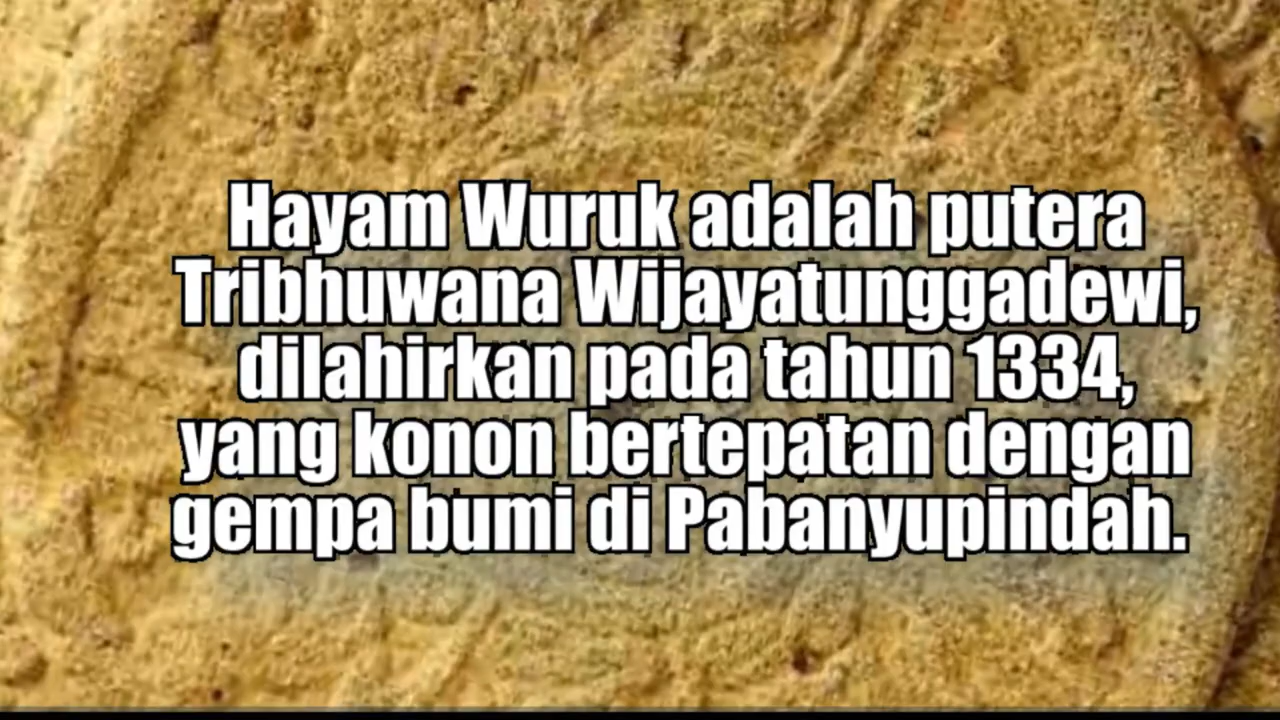 Hayam Wuruk adalah putera
Tribhuwana Wijayatunggadewi,
dilahirkan pada tahun 1334,
yang konon bertepatan dengan
gempa bumi di Pabanyupindah.